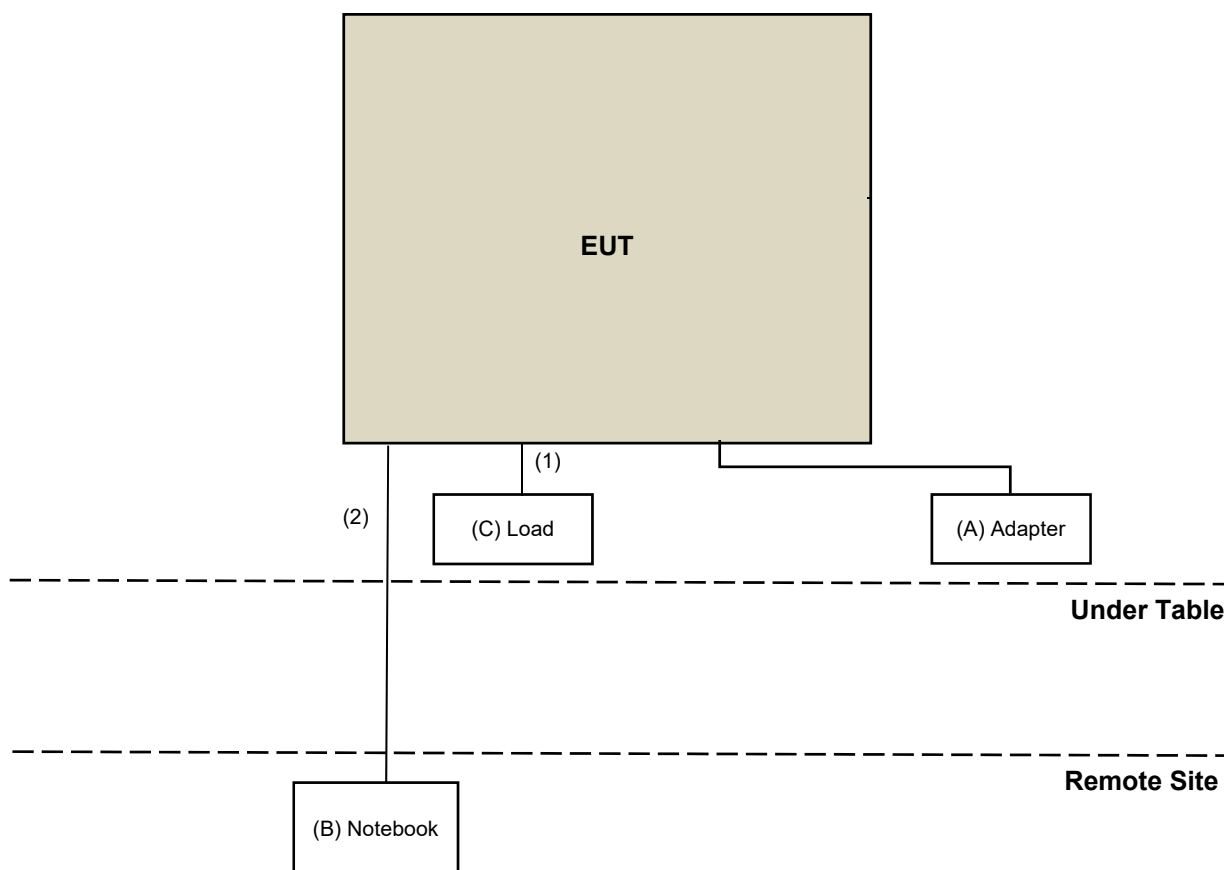 EUT
(1)
(2)
(C) Load
(A) Adapter
Under Table
Remote Site
(B) Notebook